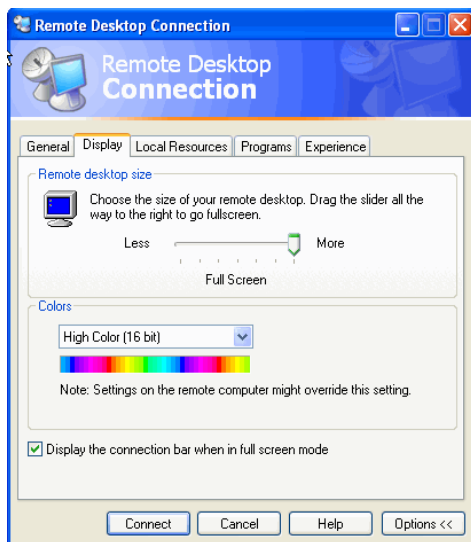 Remote Desktop Connection
Remote Desktop
Connection
General Display Local Resources Programs Experience
Remote desktop size
Choose the size of your remote desktop. Drag the slider all the
way to the right to go fullscreen.
Less More
Full Screen
Colors
High Color (16 bit)
Note: Settings on the remote computer might override this setting.
Display the connection bar when in full screen mode
Connect Cancel Help Options <<